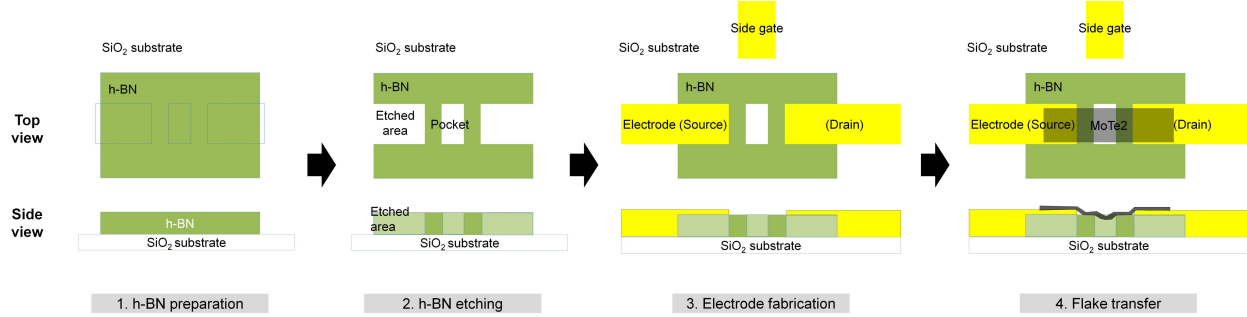 Top view
Side view
SiO₂ substrate
h-BN
h-BN
SiO₂ substrate
1. h-BN preparation
SiO₂ substrate
h-BN
Etched area
Pocket
Etched area
SiO₂ substrate
2. h-BN etching
Side gate
SiO₂ substrate
h-BN
Electrode (Source)
(Drain)
SiO₂ substrate
3. Electrode fabrication
Side gate
SiO₂ substrate
h-BN
Electrode (Source)
MoTe2
(Drain)
SiO₂ substrate
4. Flake transfer